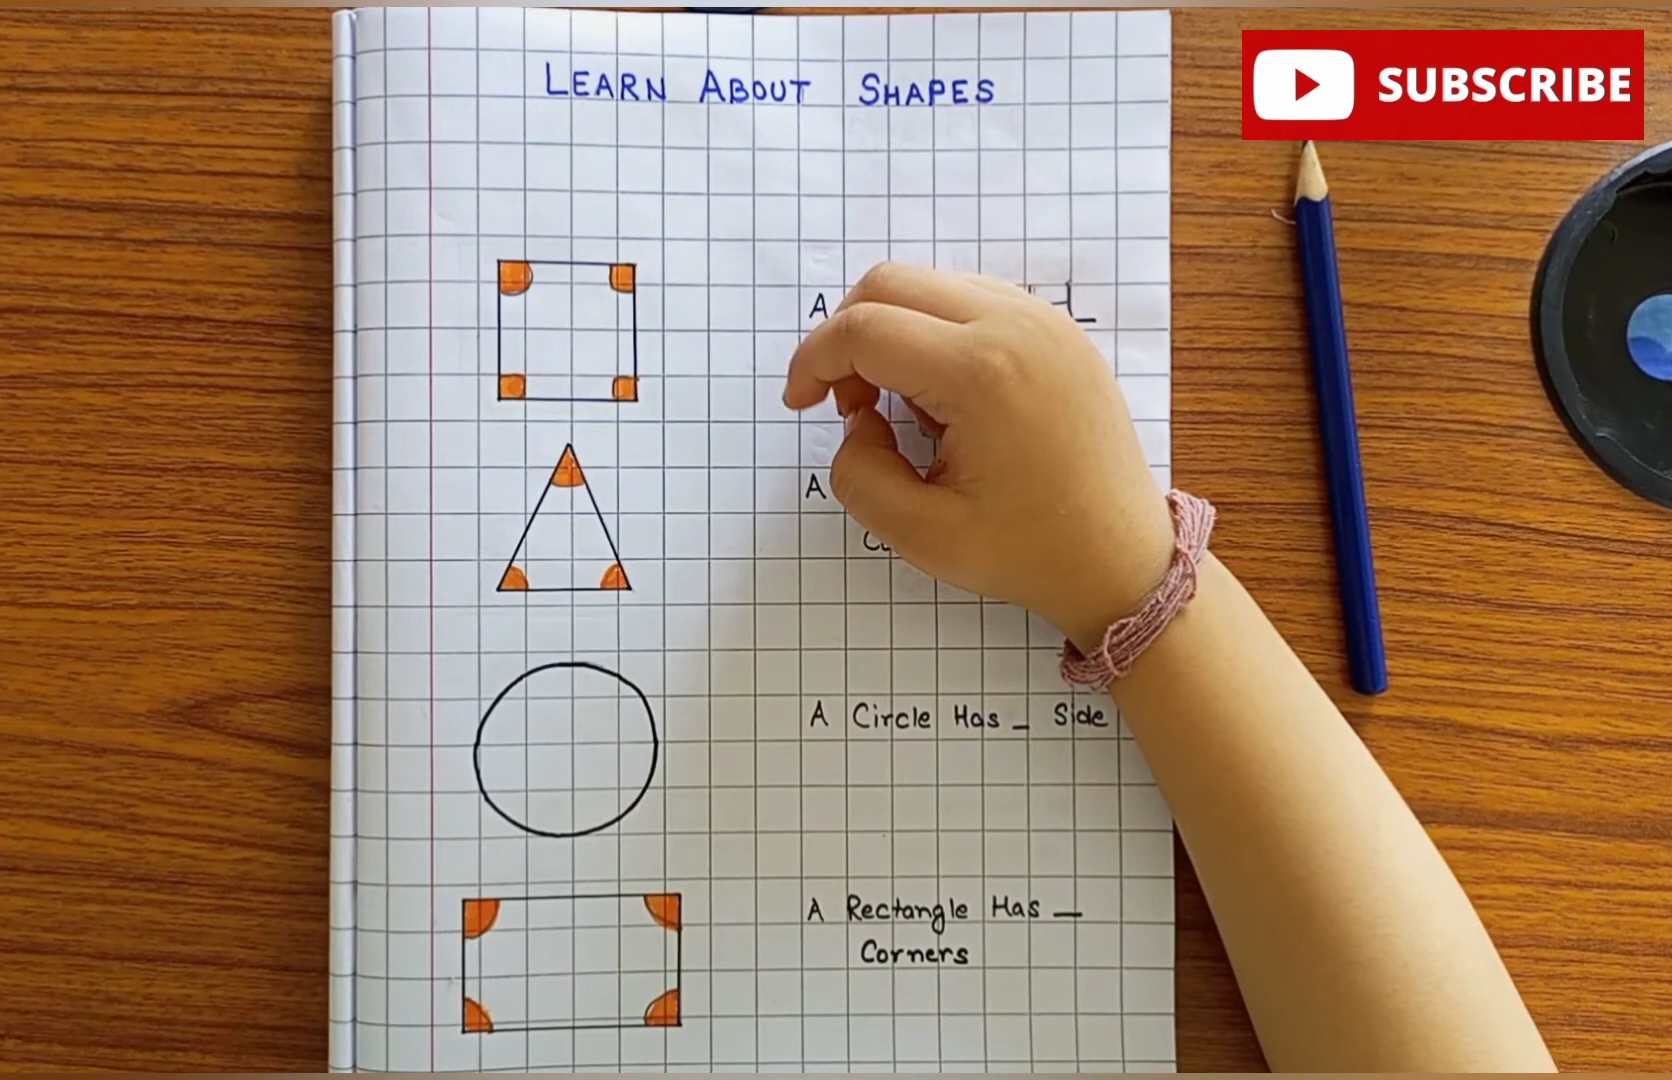 LEARN ABOUT SHAPES
SUBSCRIBE
A
A
A Circle Has _ Side
A Rectangle Has _
Corners